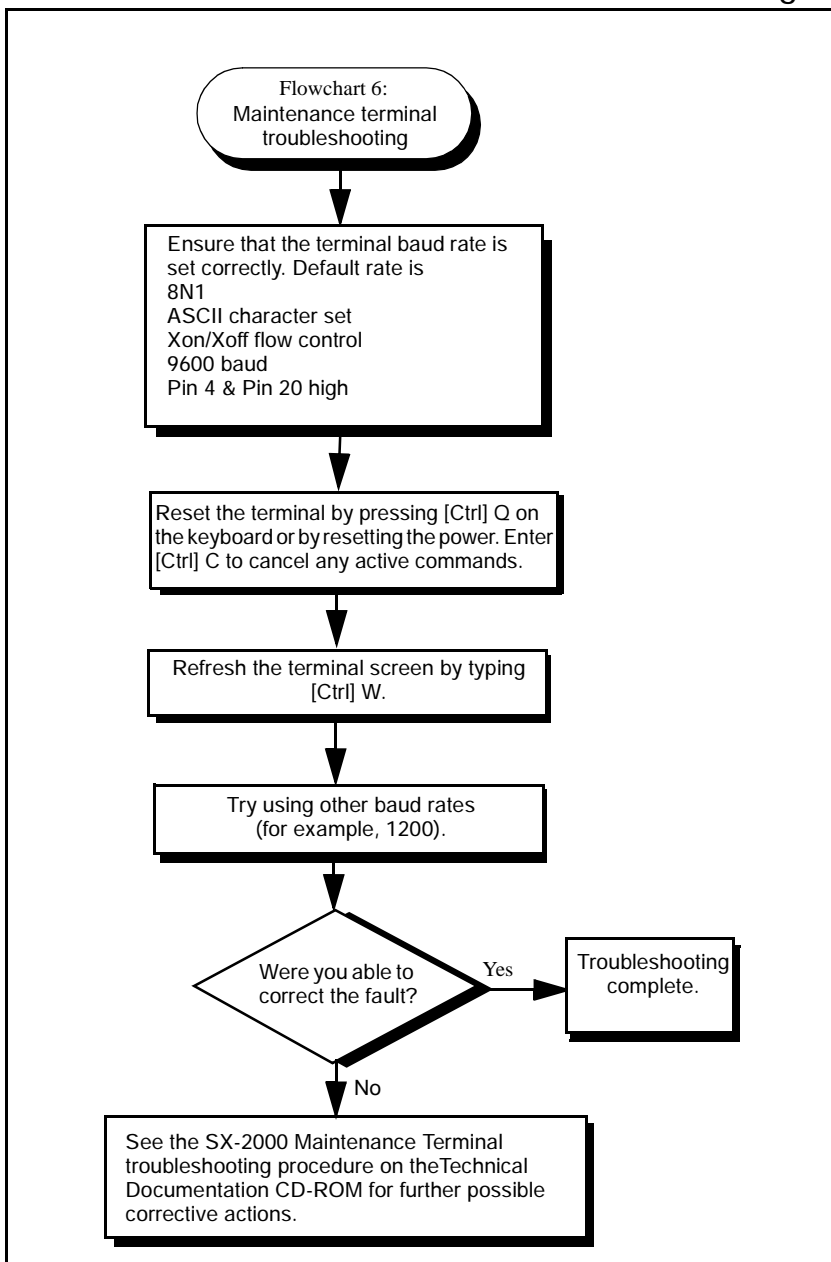 Flowchart 6:
Maintenance terminal
troubleshooting
Ensure that the terminal baud rate is
set correctly. Default rate is
8N1
ASCII character set
Xon/Xoff flow control
9600 baud
Pin 4 & Pin 20 high
Reset the terminal by pressing [Ctrl] Q on
the keyboard or by resetting the power. Enter
[Ctrl] C to cancel any active commands.
Refresh the terminal screen by typing
[Ctrl] W.
Try using other baud rates
(for example, 1200).
Were you able to
correct the fault?
Yes
Troubleshooting
complete.
No
See the SX-2000 Maintenance Terminal
troubleshooting procedure on theTechnical
Documentation CD-ROM for further possible
corrective actions.